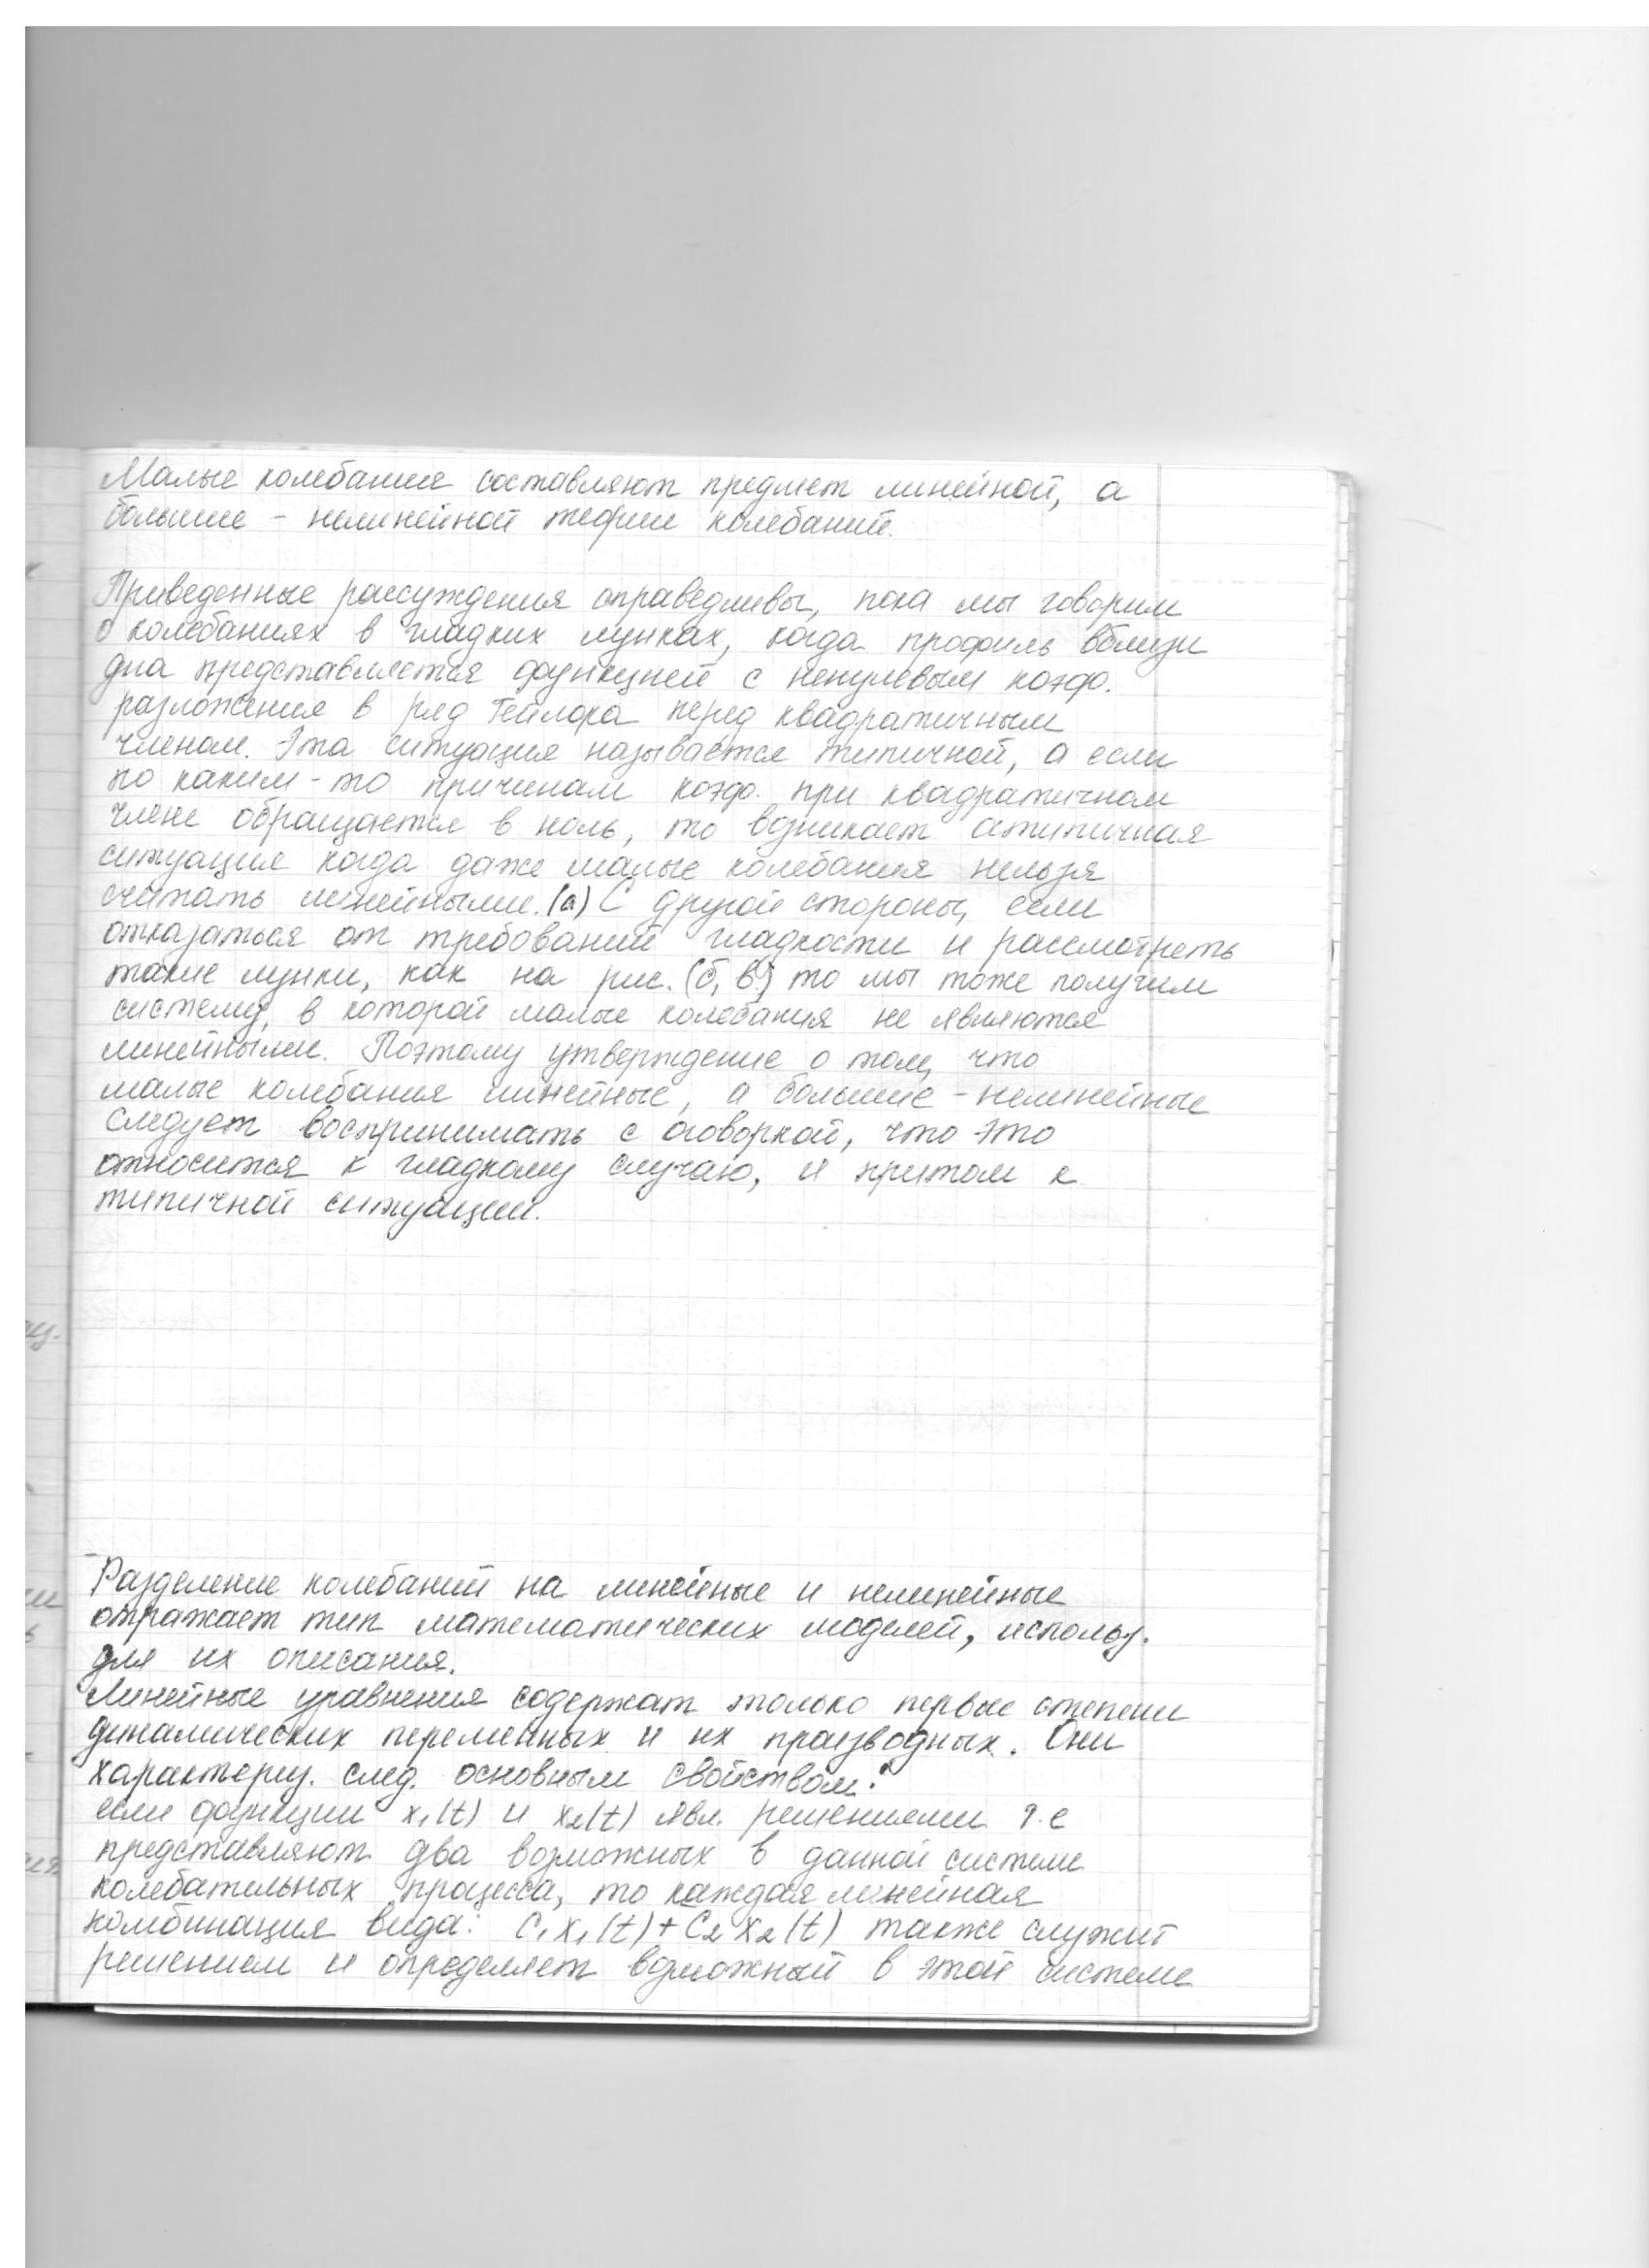 Малые колебания составляют предмет линейной, а
большие - нелинейной теории колебаний.
Приведенные рассуждения справедливы, пока мы говорим
о колебаниях в гладких лунках, когда профиль вблизи
дна представляется функцией с ненулевым коэф.
разложения в ряд Тейлора перед квадратичным
членом. Эта ситуация называется типичной, а если
по каким-то причинам коэф. при квадратичном
члене обращается в ноль, то возникает атипичная
ситуация когда даже малые колебания нельзя
считать линейными. (а) С другой стороны, если
отказаться от требований гладкости и рассмотреть
такие лунки, как на рис. (б, в) то мы тоже получим
систему, в которой малые колебания не являются
линейными. Поэтому утверждение о том, что
малые колебания линейные, а большие - нелинейные
следует воспринимать с оговоркой, что это
относится к гладкому случаю, и притом к
типичной ситуации.
Разделение колебаний на линейные и нелинейные
отражает тип математических моделей, использ.
для их описания.
Линейные уравнения содержат только первые степени
динамических переменных и их производных. Они
характериз. след. основным свойством:
если функции x₁(t) и x₂(t) явл. решениями т.е
представляют два возможных в данной системе
колебательных процесса, то каждая линейная
комбинация вида: C₁x₁(t)+C₂x₂(t) также служит
решением и определяет возможный в этой системе